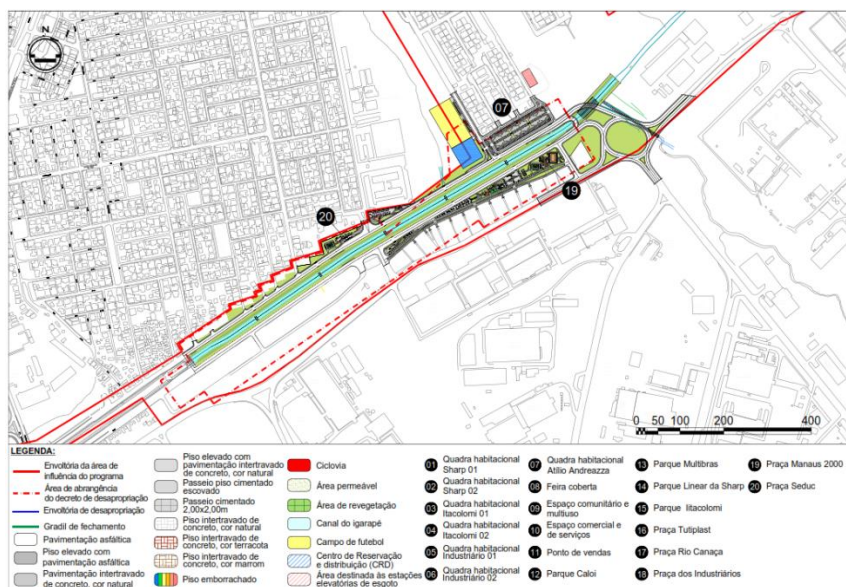 N
07
20
19
0 50 100 200 400
LEGENDA:
Envoltória da área de
influência do programa
Área de abrangência
do decreto de desapropriação
Envoltória de desapropriação
Gradil de fechamento
Pavimentação asfáltica
Piso elevado com
pavimentação asfáltica
Pavimentação intertravado
de concreto, cor natural
Piso elevado com
pavimentação intertravado
de concreto, cor natural
Passeio piso cimentado
escovado
Passeio cimentado
2,00x2,00m
Piso intertravado de
concreto, cor natural
Piso intertravado de
concreto, cor terracota
Piso intertravado de
concreto, cor marrom
Piso emborrachado
Ciclovia
Área permeável
Área de revegetação
Canal do igarapé
Campo de futebol
Centro de Reservação
e distribuição (CRD)
Área destinada às estações
elevatórias de esgoto
01 Quadra habitacional
Sharp 01
02 Quadra habitacional
Sharp 02
03 Quadra habitacional
Itacolomi 01
04 Quadra habitacional
Itacolomi 02
05 Quadra habitacional
Industriário 01
06 Quadra habitacional
Industriário 02
07 Quadra habitacional
Atílio Andreazza
08 Feira coberta
09 Espaço comunitário e
multiuso
10 Espaço comercial e
de serviços
11 Ponto de vendas
12 Parque Caloi
13 Parque Multibras
14 Parque Linear da Sharp
15 Parque Iitacolomi
16 Praça Tutiplast
17 Praça Rio Canaça
18 Praça dos Industriários
19 Praça Manaus 2000
20 Praça Seduc